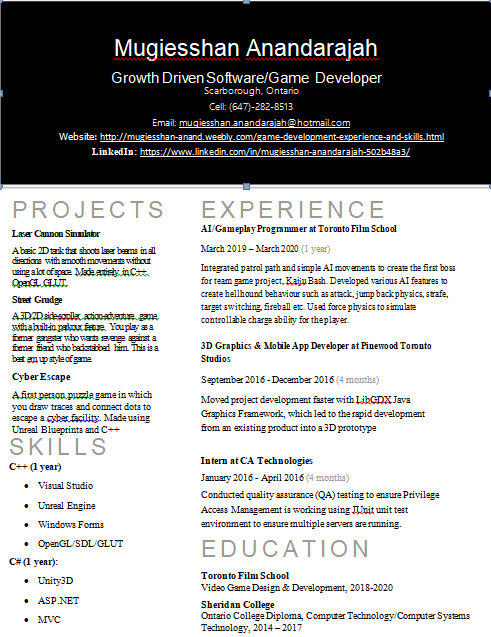 Mugiesshan Anandarajah
Growth Driven Software/Game Developer
Scarborough, Ontario
Cell: (647)-282-8513
Email: mugiesshan.anandarajah@hotmail.com
Website: http://mugiesshan-anand.weebly.com/game-development-experience-and-skills.html
LinkedIn: https://www.linkedin.com/in/mugiesshan-anandarajah-502b48a3/
PROJECTS
Laser Cannon Simulator
A basic 2D tank that shoots laser beams in all
directions with smooth movements without
using a lot of space. Made entirely in C++,
OpenGL GLUT.
Street Grudge
A 3D/2D side-scroller, action-adventure game
with a built-in parkour feature. You play as a
former gangster who wants revenge against a
former friend who backstabbed him. This is a
beat em up style of game.
Cyber Escape
A first person puzzle game in which
you draw traces and connect dots to
escape a cyber facility. Made using
Unreal Blueprints and C++
SKILLS
C++ (1 year)
• Visual Studio
• Unreal Engine
• Windows Forms
• OpenGL/SDL/GLUT
C# (1 year):
• Unity3D
• ASP.NET
• MVC
EXPERIENCE
AI/Gameplay Programmer at Toronto Film School
March 2019 – March 2020 (1 year)
Integrated patrol path and simple AI movements to create the first boss
for team game project, Kaiju Bash. Developed various AI features to
create hellhound behaviour such as attack, jump back physics, strafe,
target switching, fireball etc. Used force physics to simulate
controllable charge ability for the player.
3D Graphics & Mobile App Developer at Pinewood Toronto
Studios
September 2016 - December 2016 (4 months)
Moved project development faster with LibGDX Java
Graphics Framework, which led to the rapid development
from an existing product into a 3D prototype
Intern at CA Technologies
January 2016 - April 2016 (4 months)
Conducted quality assurance (QA) testing to ensure Privilege
Access Management is working using JUnit unit test
environment to ensure multiple servers are running.
EDUCATION
Toronto Film School
Video Game Design & Development, 2018-2020
Sheridan College
Ontario College Diploma, Computer Technology/Computer Systems
Technology, 2014 – 2017